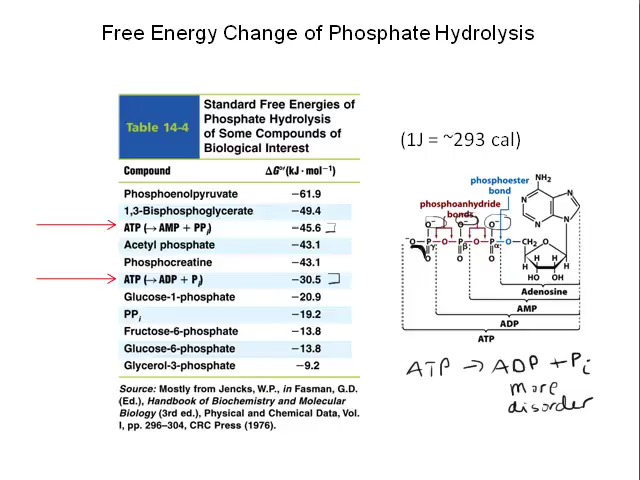 Free Energy Change of Phosphate Hydrolysis
Table 14-4
Standard Free Energies of
Phosphate Hydrolysis
of Some Compounds of
Biological Interest
Compound ΔG°′(kJ · mol⁻¹)
Phosphoenolpyruvate −61.9
1,3-Bisphosphoglycerate −49.4
ATP (→ AMP + PPᵢ) −45.6
Acetyl phosphate −43.1
Phosphocreatine −43.1
ATP (→ ADP + Pᵢ) −30.5
Glucose-1-phosphate −20.9
PPᵢ −19.2
Fructose-6-phosphate −13.8
Glucose-6-phosphate −13.8
Glycerol-3-phosphate −9.2
Source: Mostly from Jencks, W.P., in Fasman, G.D.
(Ed.), Handbook of Biochemistry and Molecular
Biology (3rd ed.), Physical and Chemical Data, Vol.
I, pp. 296–304, CRC Press (1976).
(1J = ~293 cal)
phosphoester
bond
NH₂
phosphoanhydride
bonds
N N
N N
O⁻ O⁻ O⁻
⁻O P O P O P O CH₂ O
γ β α
O O O
H H H H
HO OH
Adenosine
AMP
ADP
ATP
ATP → ADP + Pi
more
disorder